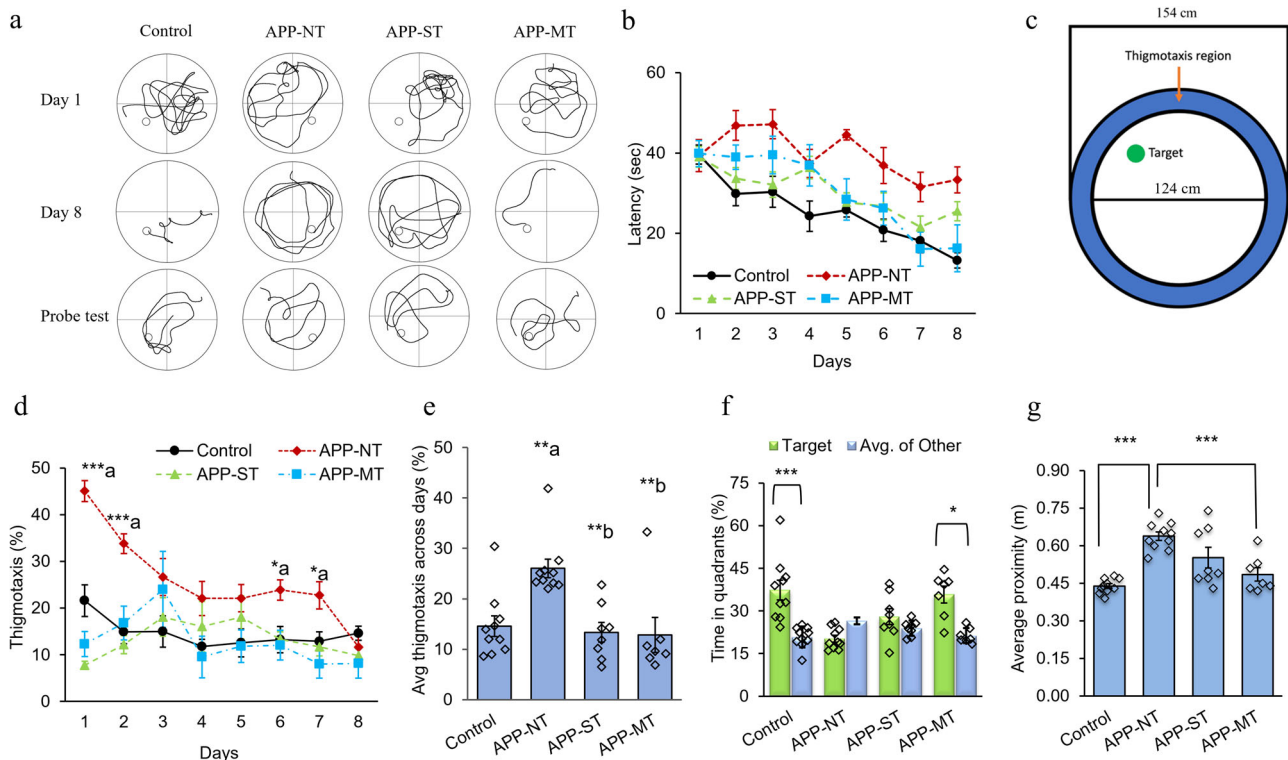 a
Control APP-NT APP-ST APP-MT
Day 1
Day 8
Probe test
b
60
40
20
0
Latency (sec)
Control APP-NT
APP-ST APP-MT
1 2 3 4 5 6 7 8
Days
c
154 cm
Thigmotaxis region
Target
124 cm
d
Control APP-NT
APP-ST APP-MT
50
40
30
20
10
0
Thigmotaxis (%)
***a
***a
*a *a
1 2 3 4 5 6 7 8
Days
e
50
40
30
20
10
0
Avg thigmotaxis across days (%)
**a
**b
**b
Control APP-NT APP-ST APP-MT
f
Target Avg. of Other
75
60
45
30
15
0
Time in quadrants (%)
***
*
Control APP-NT APP-ST APP-MT
g
0.90
0.75
0.60
0.45
0.30
0.15
0.00
Average proximity (m)
*** ***
Control APP-NT APP-ST APP-MT